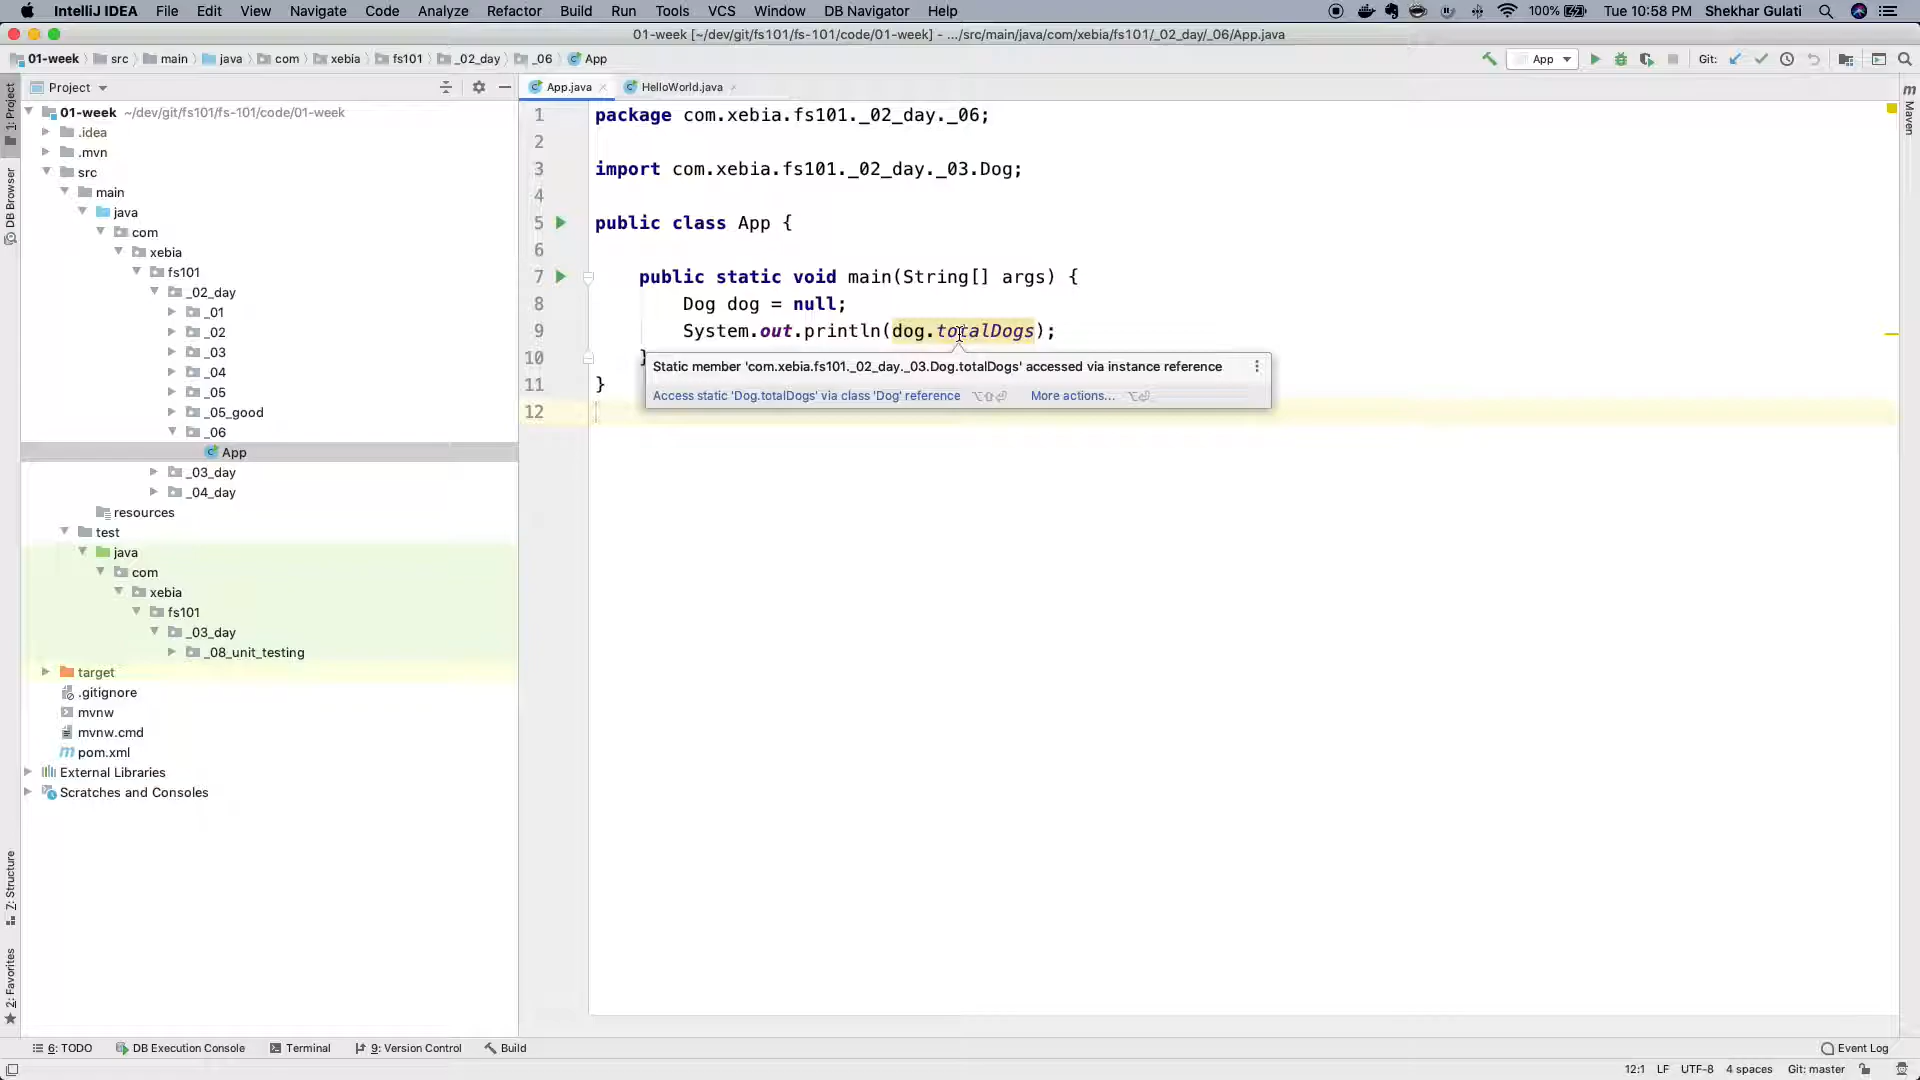 IntelliJ IDEA File Edit View Navigate Code Analyze Refactor Build Run Tools VCS Window DB Navigator Help 100% Tue 10:58 PM Shekhar Gulati
01-week [~/dev/git/fs101/fs-101/code/01-week] - .../src/main/java/com/xebia/fs101/_02_day/_06/App.java
01-week src main java com xebia fs101 _02_day _06 App App Git:
Project
App.java HelloWorld.java
1: Project
DB Browser
Z: Structure
2: Favorites
Maven
01-week ~/dev/git/fs101/fs-101/code/01-week
.idea
.mvn
src
main
java
com
xebia
fs101
_02_day
_01
_02
_03
_04
_05
_05_good
_06
App
_03_day
_04_day
resources
test
java
com
xebia
fs101
_03_day
_08_unit_testing
target
.gitignore
mvnw
mvnw.cmd
pom.xml
External Libraries
Scratches and Consoles
1 package com.xebia.fs101._02_day._06;
2
3 import com.xebia.fs101._02_day._03.Dog;
4
5 public class App {
6
7 public static void main(String[] args) {
8 Dog dog = null;
9 System.out.println(dog.totalDogs);
10 }
11 }
12
Static member 'com.xebia.fs101._02_day._03.Dog.totalDogs' accessed via instance reference
Access static 'Dog.totalDogs' via class 'Dog' reference ⌥⇧⏎ More actions... ⌥⏎
6: TODO DB Execution Console Terminal 9: Version Control Build Event Log
12:1 LF UTF-8 4 spaces Git: master